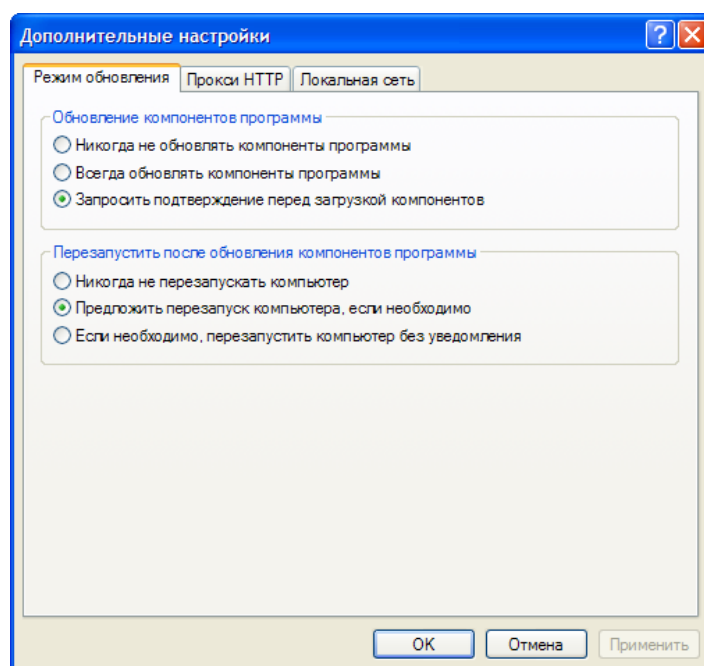 Дополнительные настройки
Режим обновления Прокси HTTP Локальная сеть
Обновление компонентов программы
Никогда не обновлять компоненты программы
Всегда обновлять компоненты программы
Запросить подтверждение перед загрузкой компонентов
Перезапустить после обновления компонентов программы
Никогда не перезапускать компьютер
Предложить перезапуск компьютера, если необходимо
Если необходимо, перезапустить компьютер без уведомления
OK Отмена Применить